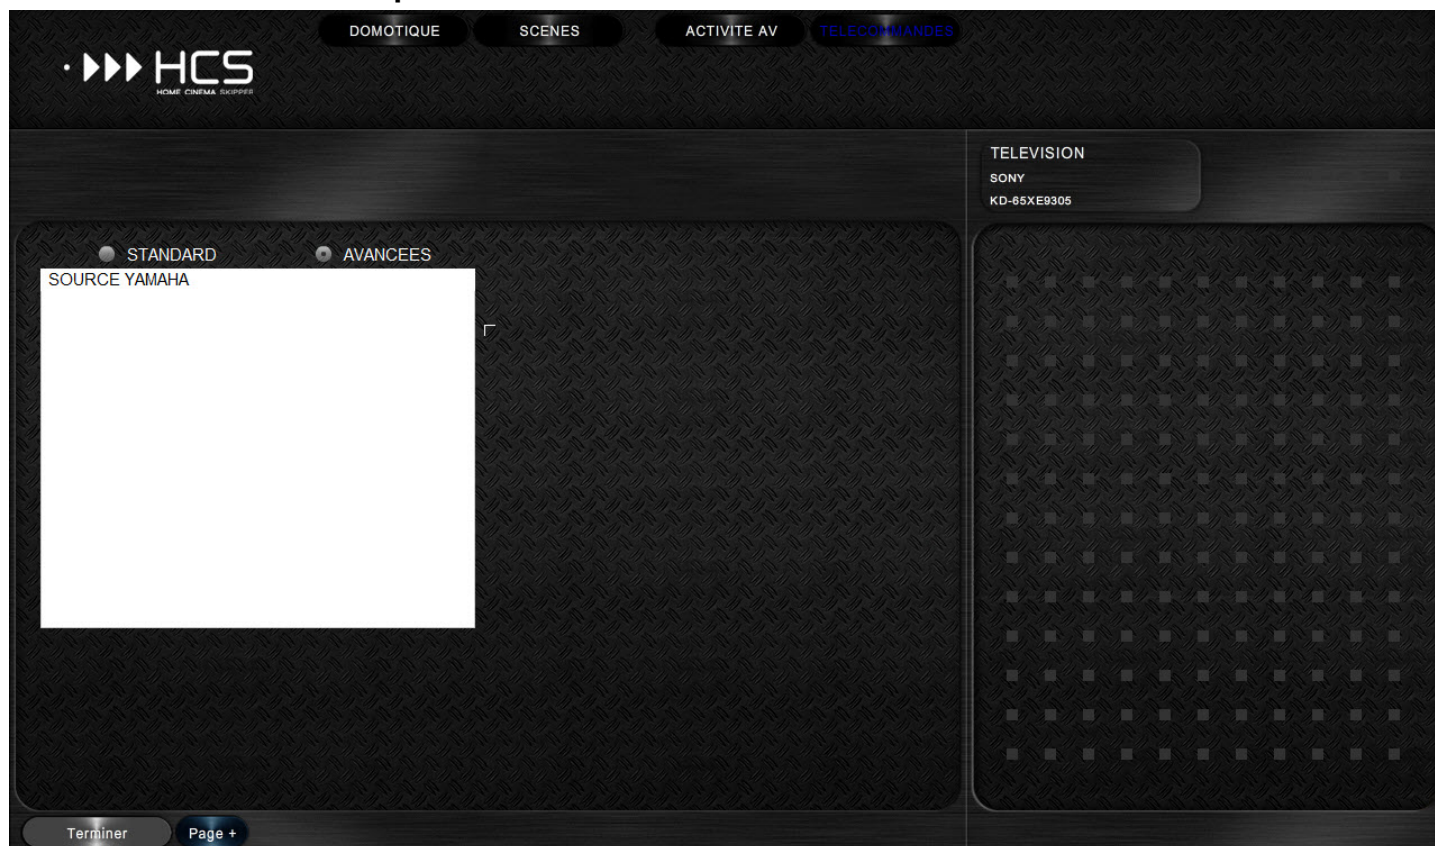 DOMOTIQUE SCENES ACTIVITE AV TELECOMMANDES
HCS
HOME CINEMA SKIPPER
TELEVISION
SONY
KD-65XE9305
STANDARD AVANCEES
SOURCE YAMAHA
Terminer Page +